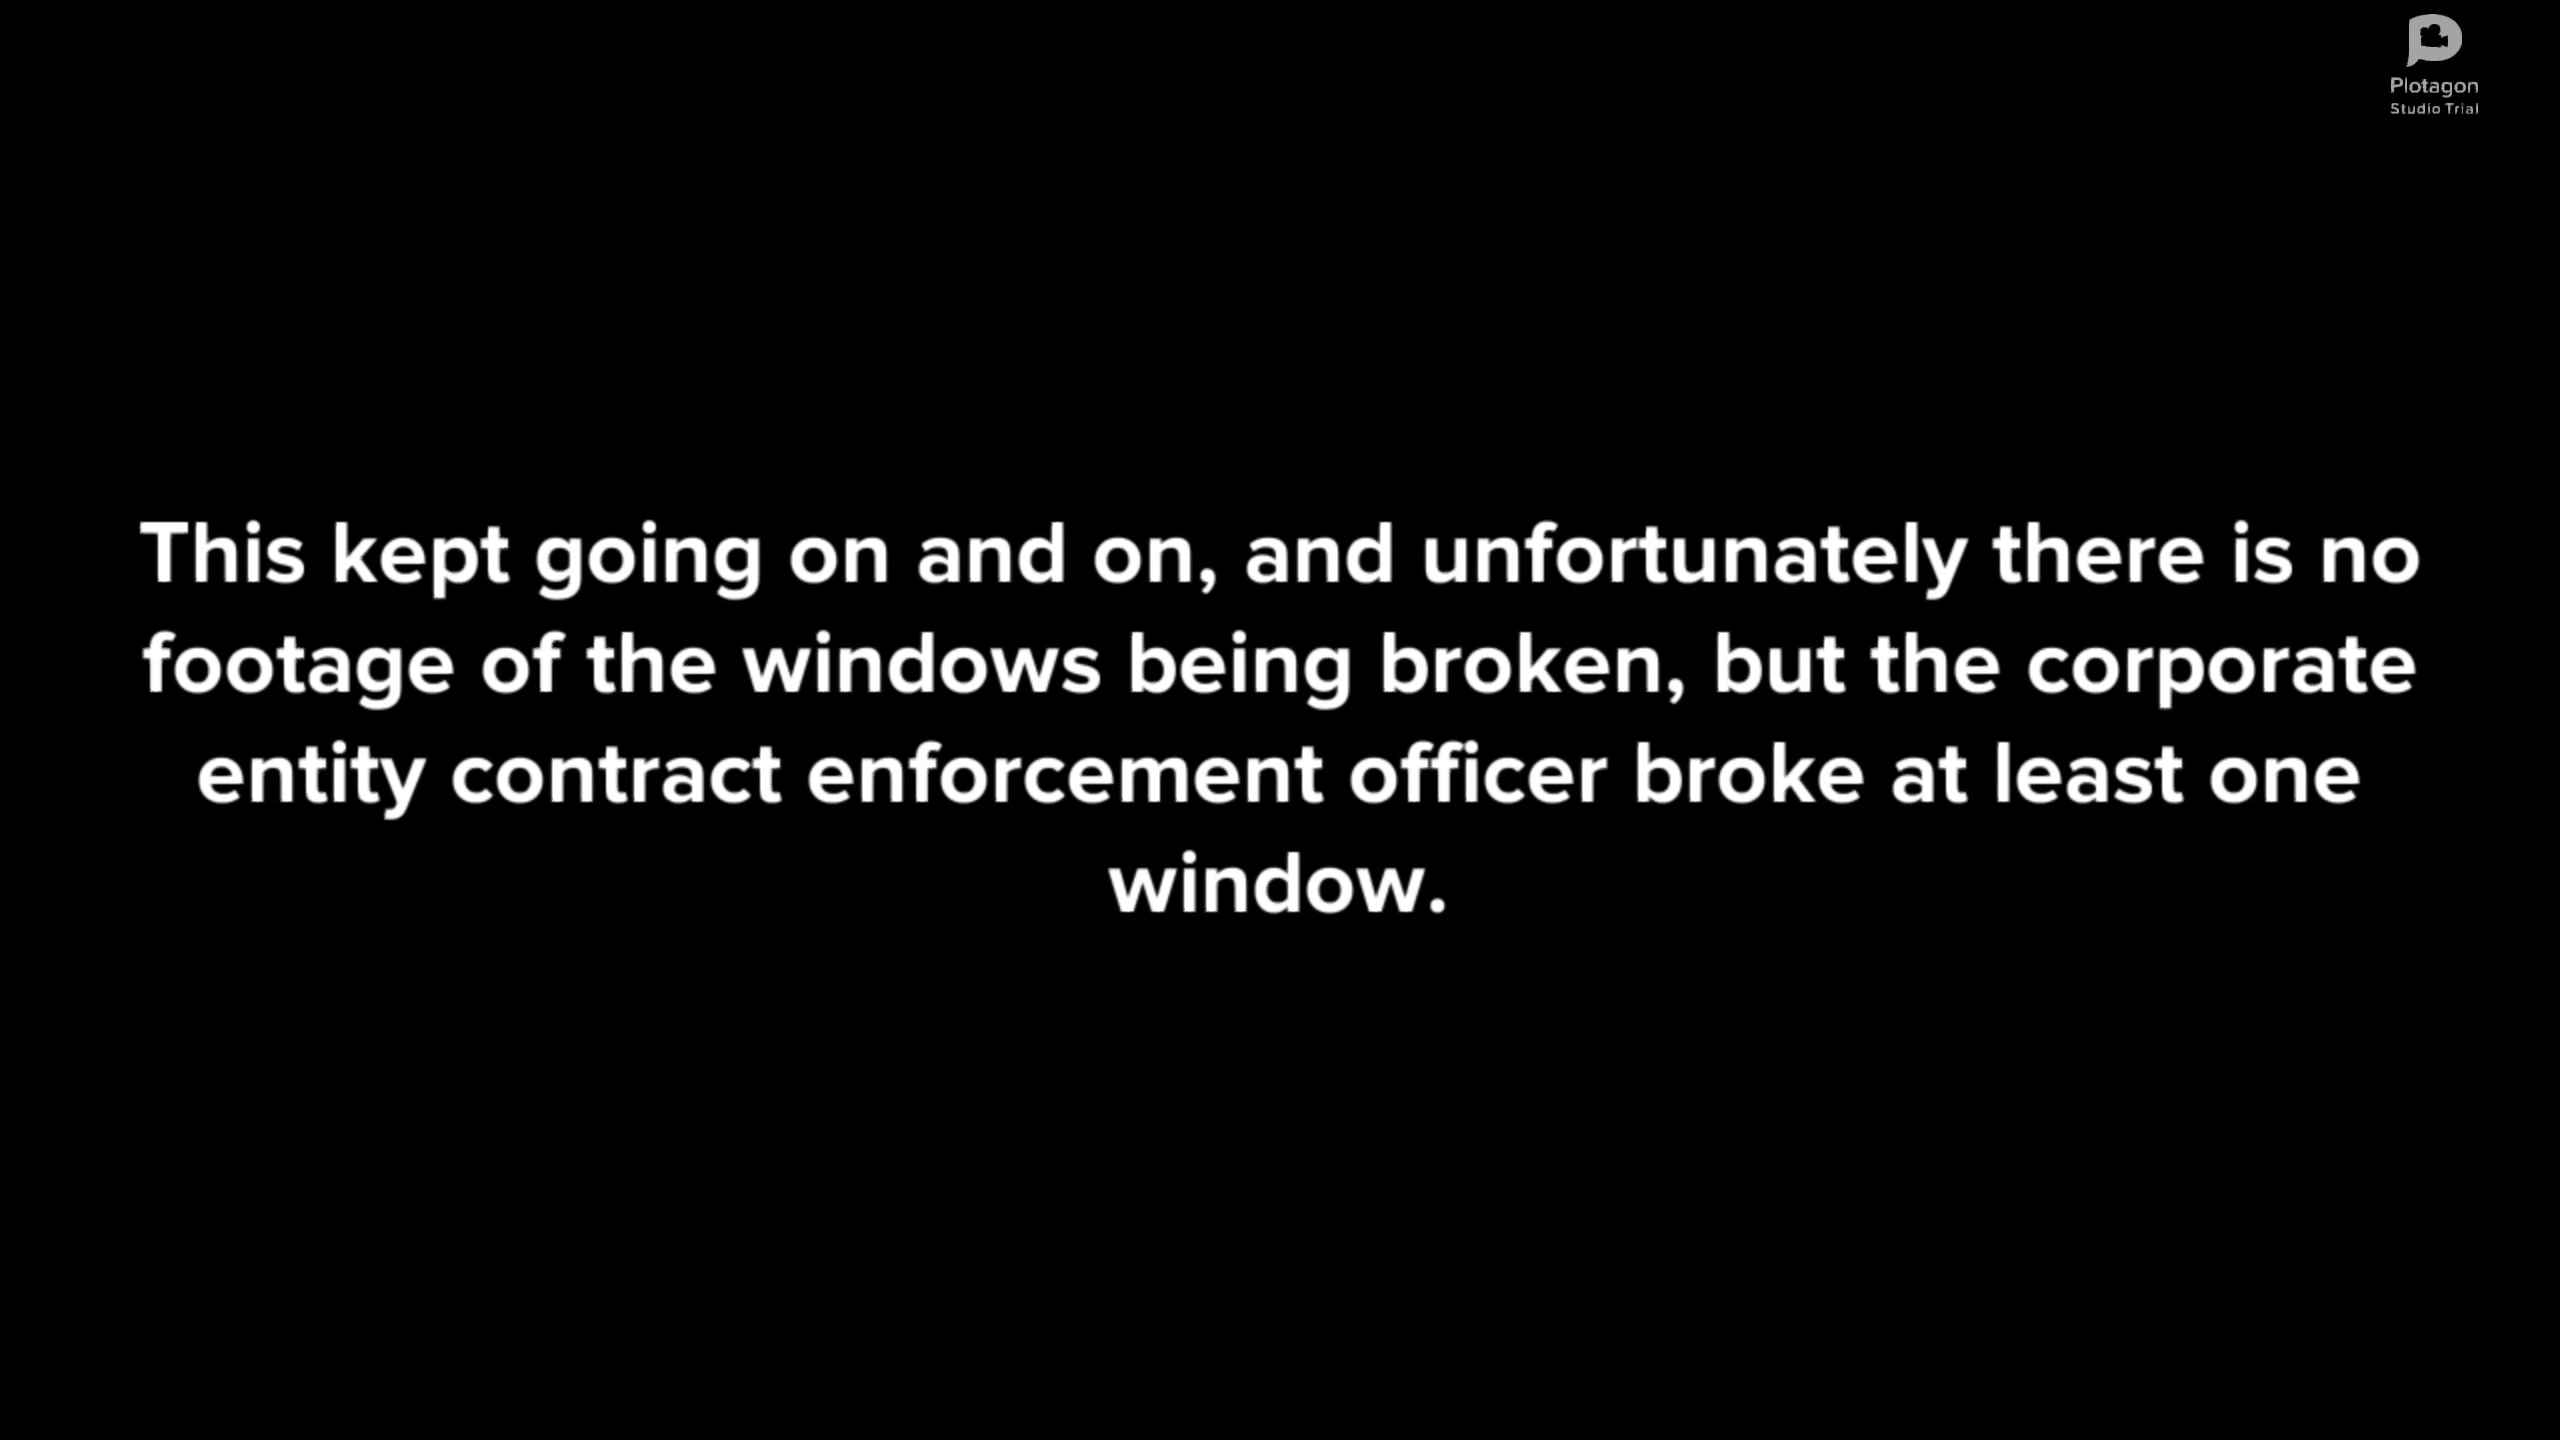 Plotagon
Studio Trial
This kept going on and on, and unfortunately there is no
footage of the windows being broken, but the corporate
entity contract enforcement officer broke at least one
window.